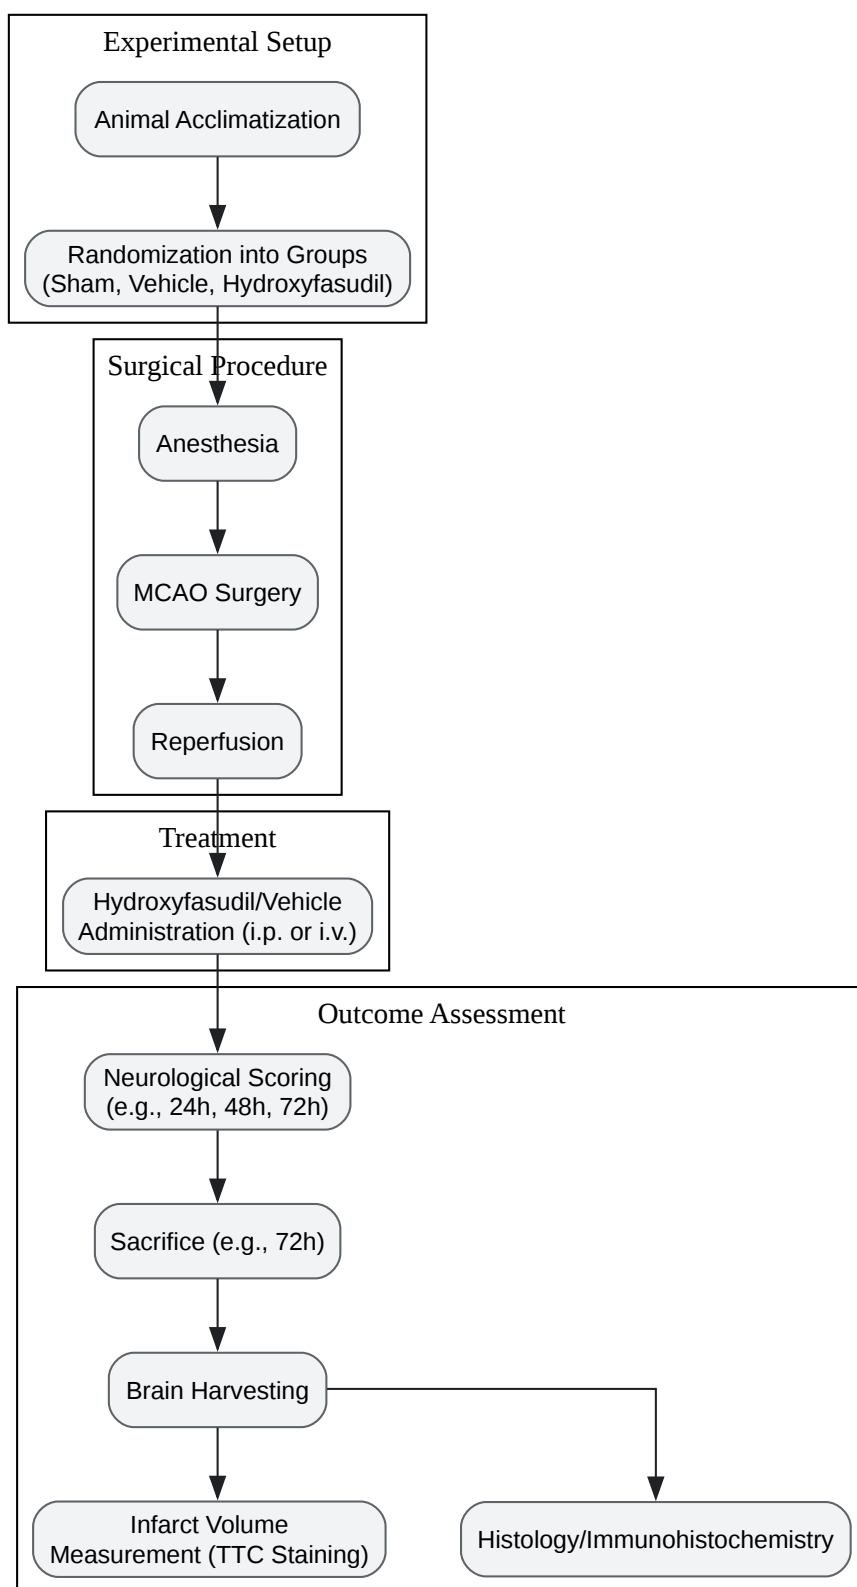 Experimental Setup
Animal Acclimatization
Randomization into Groups
(Sham, Vehicle, Hydroxyfasudil)
Surgical Procedure
Anesthesia
MCAO Surgery
Reperfusion
Treatment
Hydroxyfasudil/Vehicle
Administration (i.p. or i.v.)
Outcome Assessment
Neurological Scoring
(e.g., 24h, 48h, 72h)
Sacrifice (e.g., 72h)
Brain Harvesting
Infarct Volume
Measurement (TTC Staining)
Histology/Immunohistochemistry